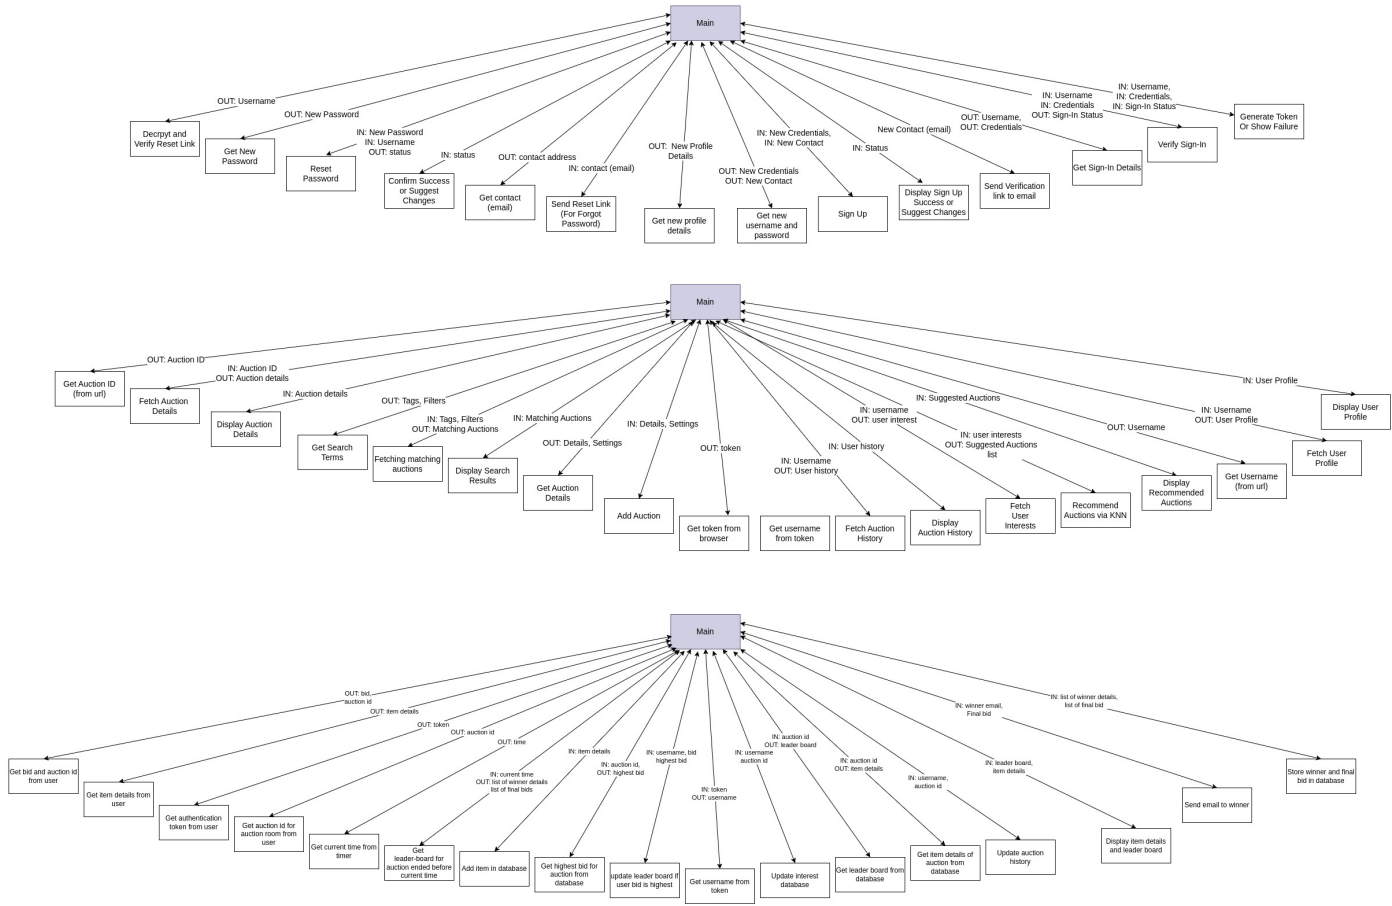 Main
OUT: Username
OUT: New Password
IN: New Password
IN: Username
OUT: status
IN: status
OUT: contact address
IN: contact (email)
OUT: New Profile
Details
OUT: New Credentials
OUT: New Contact
IN: New Credentials,
IN: New Contact
IN: Status
New Contact (email)
OUT: Username,
OUT: Credentials
IN: Username
IN: Credentials
OUT: Sign-In Status
IN: Username,
IN: Credentials,
IN: Sign-In Status
Decrpyt and
Verify Reset Link
Get New
Password
Reset
Password
Confirm Success
or Suggest
Changes
Get contact
(email)
Send Reset Link
(For Forgot
Password)
Get new profile
details
Get new
username and
password
Sign Up
Display Sign Up
Success or
Suggest Changes
Send Verification
link to email
Get Sign-In Details
Verify Sign-In
Generate Token
Or Show Failure
Main
OUT: Auction ID
IN: Auction ID
OUT: Auction details
IN: Auction details
OUT: Tags, Filters
IN: Tags, Filters
OUT: Matching Auctions
IN: Matching Auctions
OUT: Details, Settings
IN: Details, Settings
OUT: token
IN: Username
OUT: User history
IN: User history
IN: username
OUT: user interest
IN: user interests
OUT: Suggested Auctions
list
IN: Suggested Auctions
OUT: Username
IN: Username
OUT: User Profile
IN: User Profile
Get Auction ID
(from url)
Fetch Auction
Details
Display Auction
Details
Get Search
Terms
Fetching matching
auctions
Display Search
Results
Get Auction
Details
Add Auction
Get token from
browser
Get username
from token
Fetch Auction
History
Display
Auction History
Fetch
User
Interests
Recommend
Auctions via KNN
Display
Recommended
Auctions
Get Username
(from url)
Fetch User
Profile
Display User
Profile
Main
OUT: bid,
auction id
OUT: item details
OUT: token
OUT: auction id
OUT: time
IN: current time
OUT: list of winner details
list of final bids
IN: item details
IN: auction id,
OUT: highest bid
IN: username, bid
highest bid
IN: token
OUT: username
IN: username
auction id
IN: auction id
OUT: leader board
IN: auction id
OUT: item details
IN: username,
auction id
IN: leader board,
item details
IN: winner email,
Final bid
IN: list of winner details,
list of final bid
Get bid and auction id
from user
Get item details from
user
Get authentication
token from user
Get auction id for
auction room from
user
Get current time from
timer
Get
leader-board for
auction ended before
current time
Add item in database
Get highest bid for
auction from
database
update leader board if
user bid is highest
Get username from
token
Update interest
database
Get leader board from
database
Get item details of
auction from
database
Update auction
history
Display item details
and leader board
Send email to winner
Store winner and final
bid in database